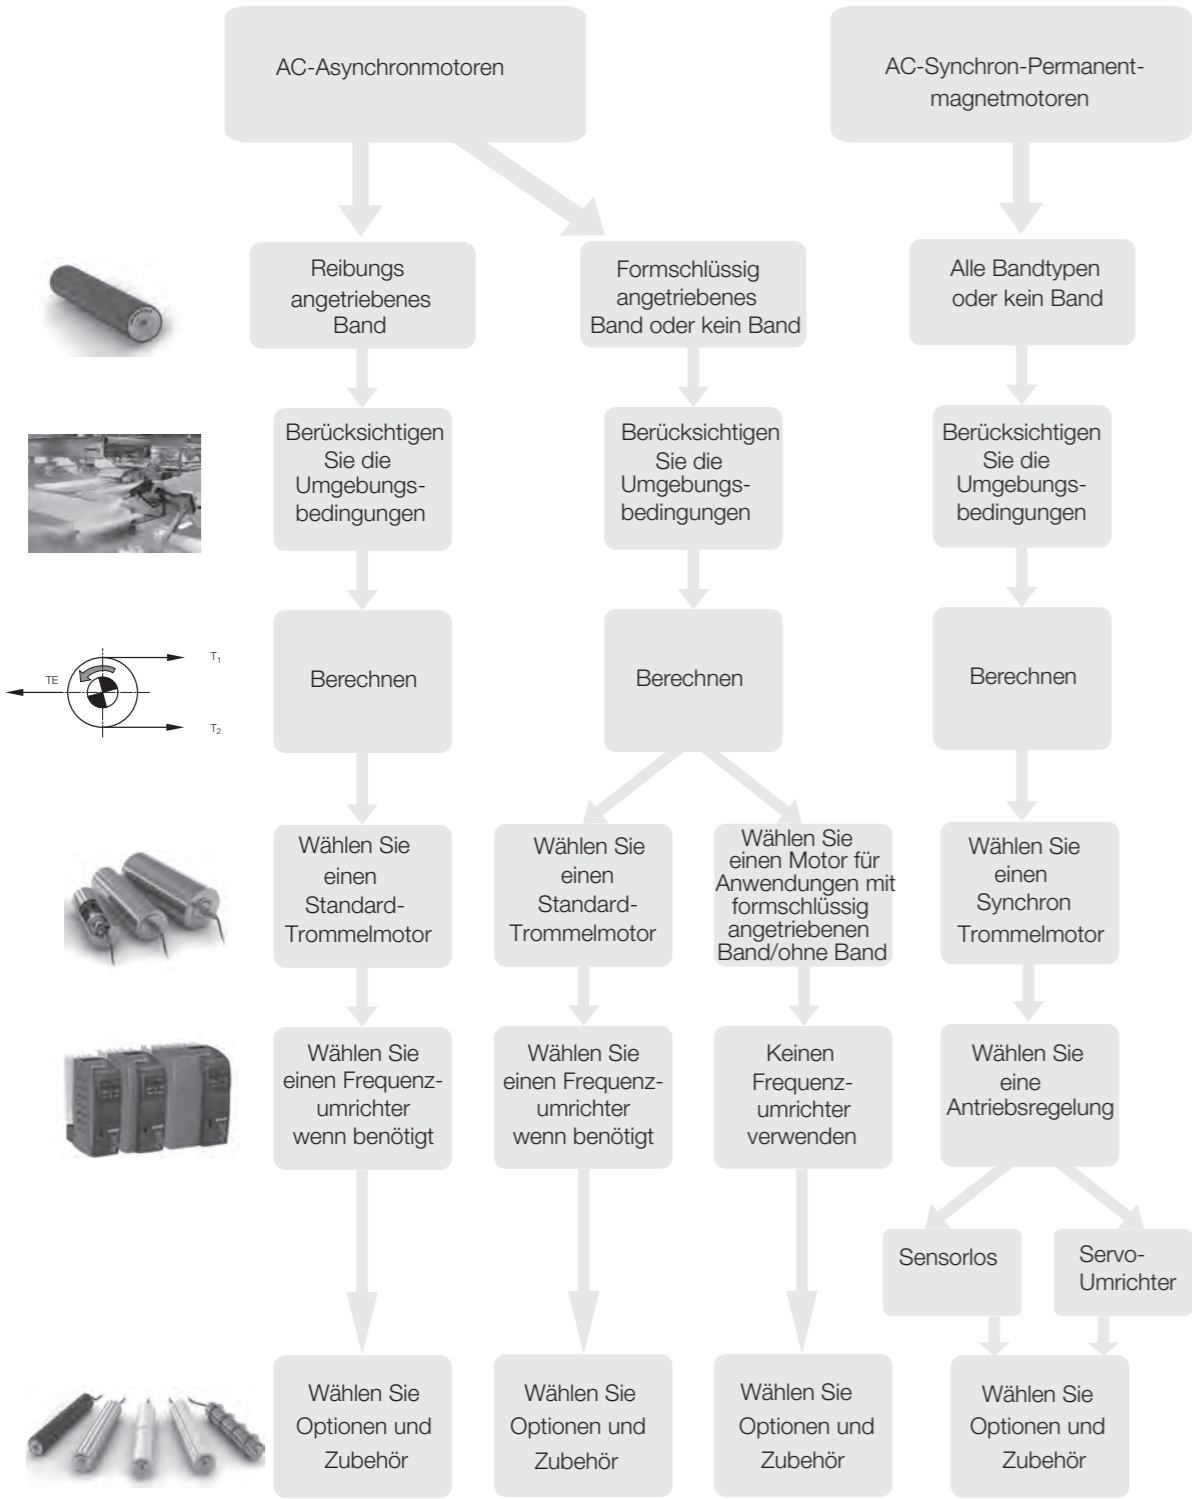 AC-Asynchronmotoren
AC-Synchron-Permanent-
magnetmotoren
Reibungs
angetriebenes
Band
Formschlüssig
angetriebenes
Band oder kein Band
Alle Bandtypen
oder kein Band
Berücksichtigen
Sie die
Umgebungs-
bedingungen
Berücksichtigen
Sie die
Umgebungs-
bedingungen
Berücksichtigen
Sie die
Umgebungs-
bedingungen
TE
T1
T2
Berechnen
Berechnen
Berechnen
Wählen Sie
einen
Standard-
Trommelmotor
Wählen Sie
einen
Standard-
Trommelmotor
Wählen Sie
einen Motor für
Anwendungen mit
formschlüssig
angetriebenen
Band/ohne Band
Wählen Sie
einen
Synchron
Trommelmotor
Wählen Sie
einen Frequenz-
umrichter
wenn benötigt
Wählen Sie
einen Frequenz-
umrichter
wenn benötigt
Keinen
Frequenz-
umrichter
verwenden
Wählen Sie
eine
Antriebsregelung
Sensorlos
Servo-
Umrichter
Wählen Sie
Optionen und
Zubehör
Wählen Sie
Optionen und
Zubehör
Wählen Sie
Optionen und
Zubehör
Wählen Sie
Optionen und
Zubehör